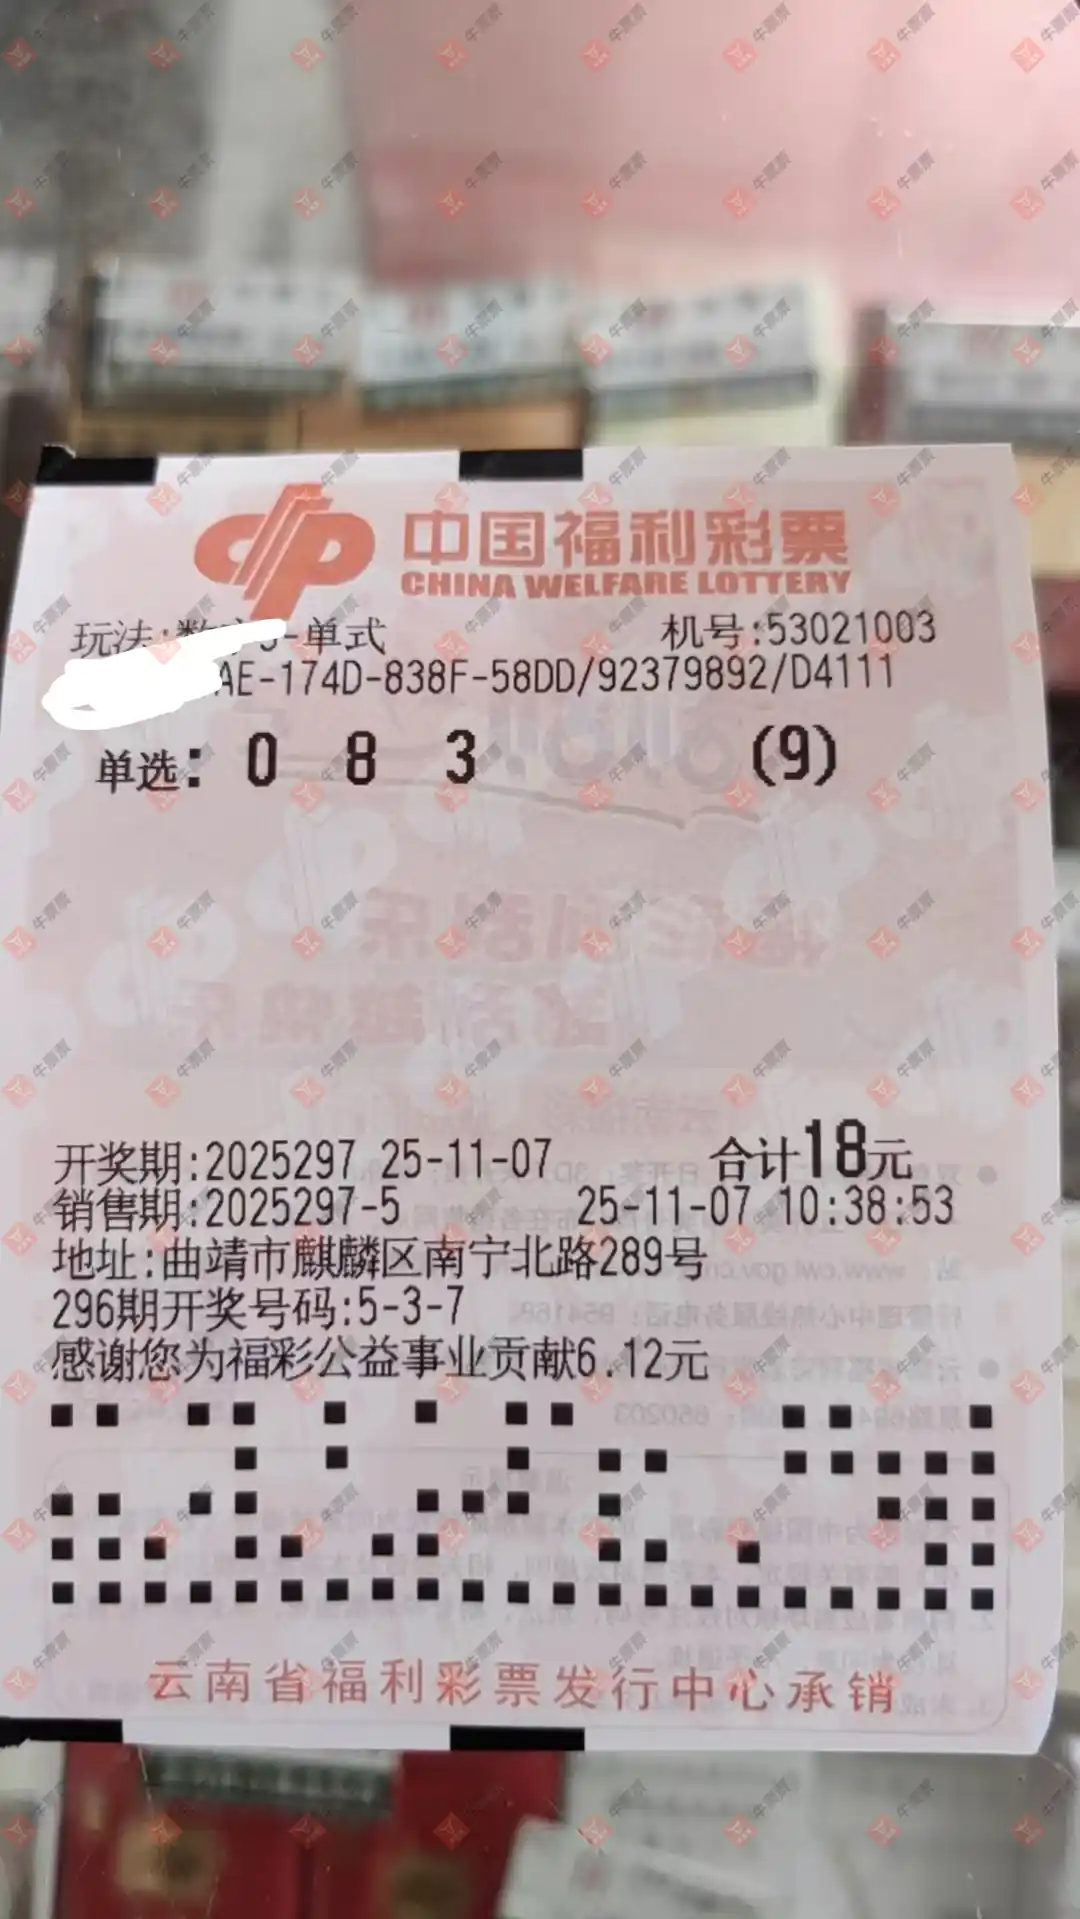 中国福利彩票
CHINA WELFARE LOTTERY
玩法: -单式 机号:53021003
AE-174D-838F-58DD/92379892/D4111
单选: 0 8 3 (9)
开奖期:2025297 25-11-07 合计18元
销售期:2025297-5 25-11-07 10:38:53
地址:曲靖市麒麟区南宁北路289号
296期开奖号码:5-3-7
感谢您为福彩公益事业贡献6.12元
云南省福利彩票发行中心承销
牛票票